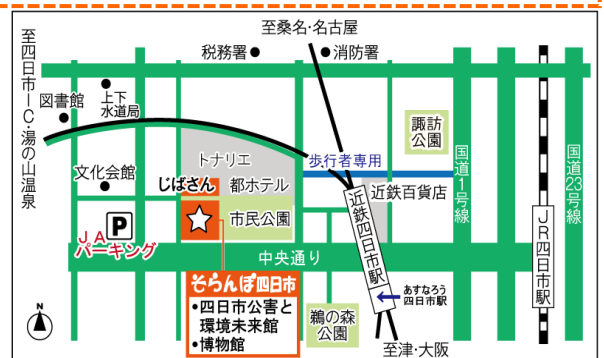 至桑名・名古屋
税務署
消防署
至四日市IC・湯の山温泉
上下
水道局
図書館
諏訪
公園
国道1号線
国道23号線
トナリエ
歩行者専用
文化会館
じばさん
都ホテル
近鉄百貨店
市民公園
近鉄四日市駅
JR四日市駅
P
JA
パーキング
中央通り
そらんぽ四日市
•四日市公害と
環境未来館
•博物館
あすなろう
四日市駅
鵜の森
公園
N
至津・大阪